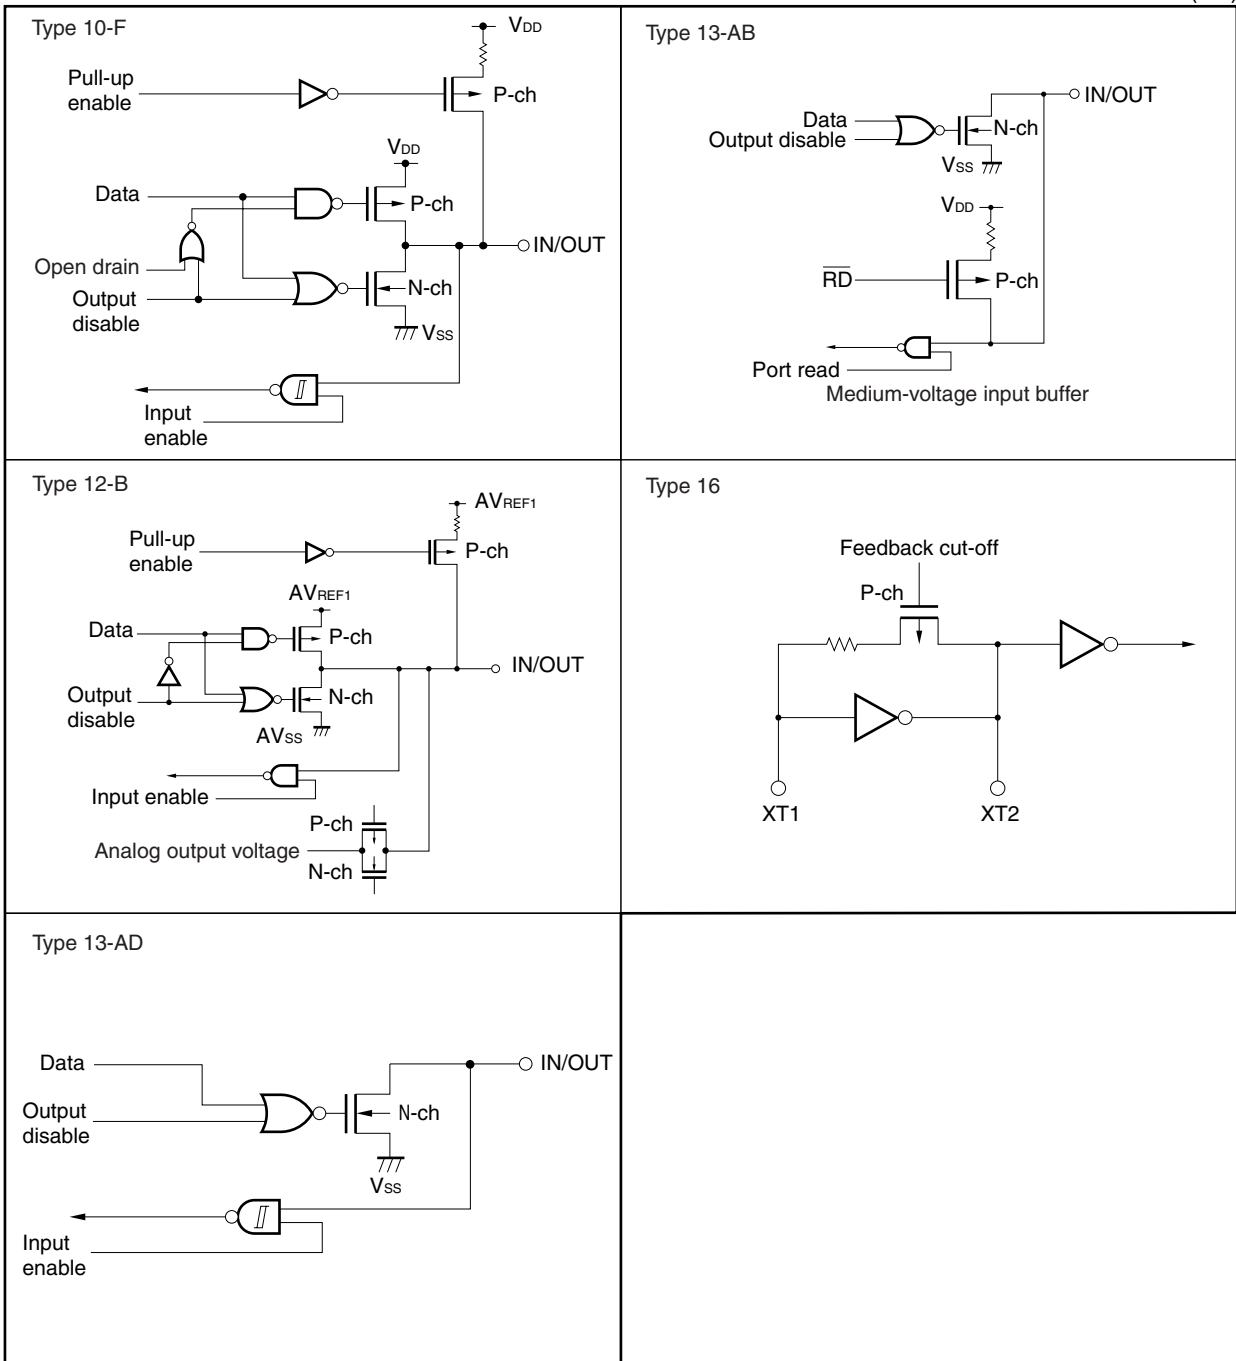 Type 10-F
VDD
Pull-up
enable
P-ch
VDD
Data
P-ch
IN/OUT
Open drain
Output
disable
N-ch
VSS
Input
enable
Type 13-AB
IN/OUT
Data
Output disable
N-ch
VSS
VDD
RD
P-ch
Port read
Medium-voltage input buffer
Type 12-B
AVREF1
Pull-up
enable
P-ch
AVREF1
Data
P-ch
IN/OUT
Output
disable
N-ch
AVSS
Input enable
P-ch
Analog output voltage
N-ch
Type 16
Feedback cut-off
P-ch
XT1
XT2
Type 13-AD
Data
IN/OUT
Output
disable
N-ch
VSS
Input
enable